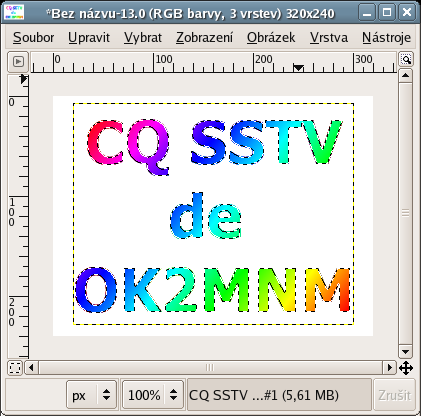 *Bez názvu-13.0 (RGB barvy, 3 vrstev) 320x240
Soubor Upravit Vybrat Zobrazení Obrázek Vrstva Nástroje
0 100 200 300
0
100
200
CQ SSTV
de
OK2MNM
px 100% CQ SSTV ...#1 (5,61 MB) Zrušit